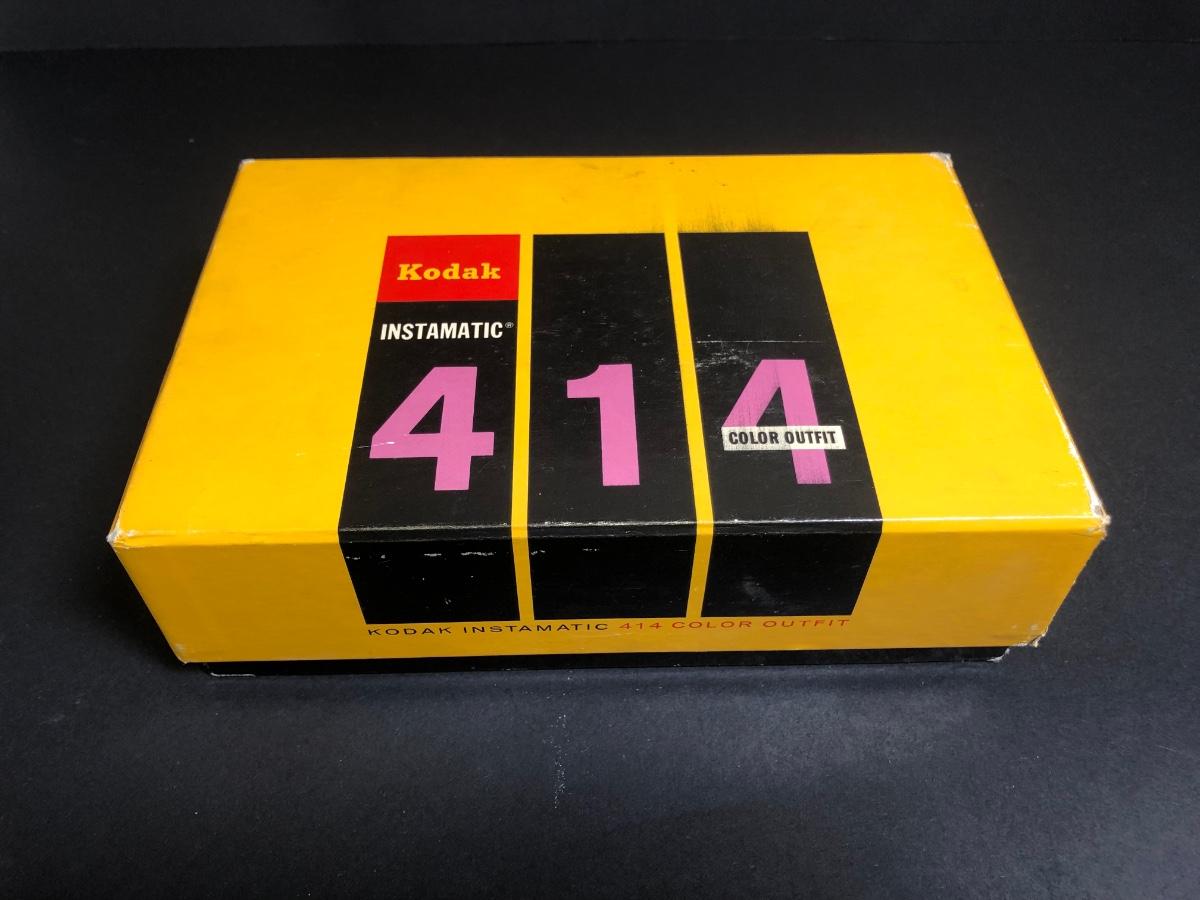 Kodak
INSTAMATIC®
414
COLOR OUTFIT
KODAK INSTAMATIC 414 COLOR OUTFIT